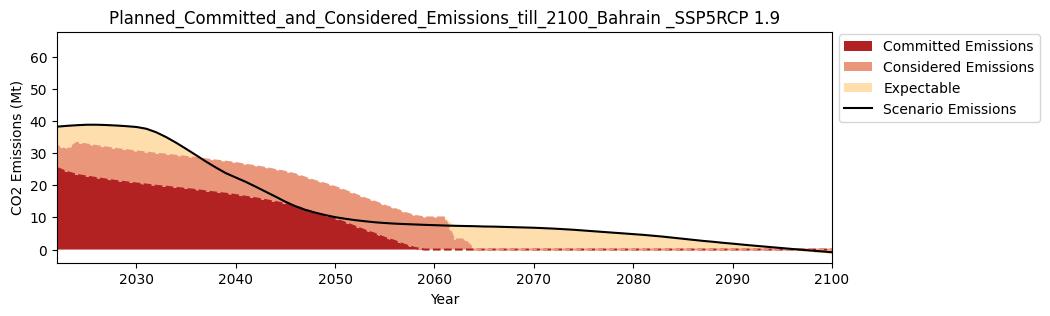 Planned_Committed_and_Considered_Emissions_till_2100_Bahrain _SSP5RCP 1.9
Committed Emissions
Considered Emissions
Expectable
Scenario Emissions
CO2 Emissions (Mt)
60
50
40
30
20
10
0
2030
2040
2050
2060
2070
2080
2090
2100
Year